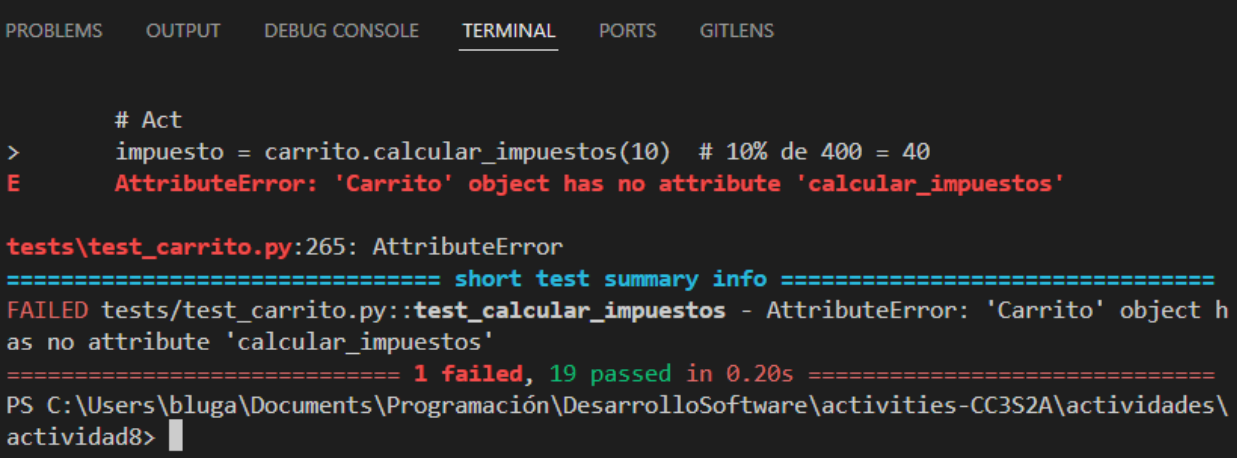 PROBLEMS OUTPUT DEBUG CONSOLE TERMINAL PORTS GITLENS
# Act
> impuesto = carrito.calcular_impuestos(10) # 10% de 400 = 40
E AttributeError: 'Carrito' object has no attribute 'calcular_impuestos'
tests\test_carrito.py:265: AttributeError
================================ short test summary info ================================
FAILED tests/test_carrito.py::test_calcular_impuestos - AttributeError: 'Carrito' object h
as no attribute 'calcular_impuestos'
============================= 1 failed, 19 passed in 0.20s ==============================
PS C:\Users\bluga\Documents\Programación\DesarrolloSoftware\activities-CC3S2A\actividades\
actividad8>